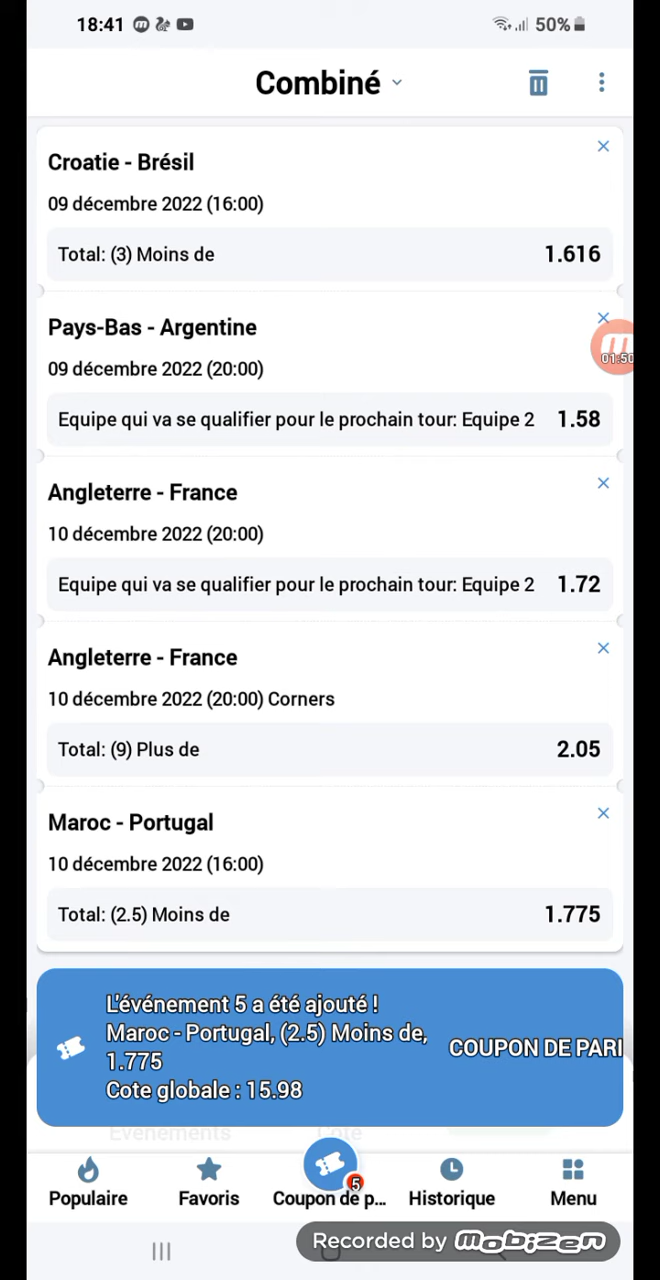 18:41
50%
Combiné
Croatie - Brésil
09 décembre 2022 (16:00)
Total: (3) Moins de 1.616
Pays-Bas - Argentine
01:50
09 décembre 2022 (20:00)
Equipe qui va se qualifier pour le prochain tour: Equipe 2 1.58
Angleterre - France
10 décembre 2022 (20:00)
Equipe qui va se qualifier pour le prochain tour: Equipe 2 1.72
Angleterre - France
10 décembre 2022 (20:00) Corners
Total: (9) Plus de 2.05
Maroc - Portugal
10 décembre 2022 (16:00)
Total: (2.5) Moins de 1.775
L'événement 5 a été ajouté !
Maroc - Portugal, (2.5) Moins de,
1.775
Cote globale : 15.98
COUPON DE PARI
Evénements Cote
5
Populaire Favoris Coupon de p... Historique Menu
Recorded by mobizen